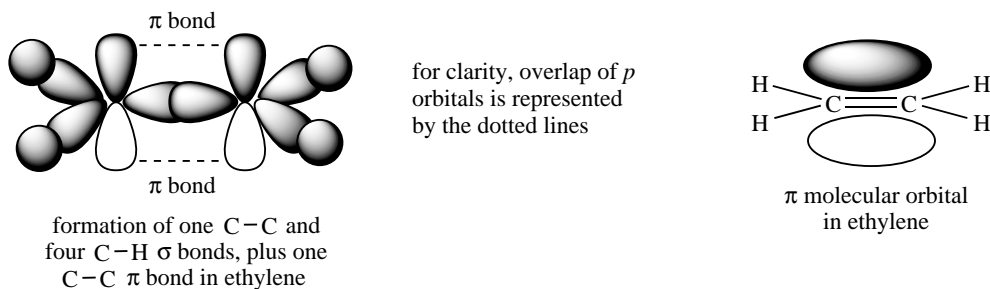 π bond
π bond
formation of one C–C and
four C–H σ bonds, plus one
C–C π bond in ethylene
for clarity, overlap of p
orbitals is represented
by the dotted lines
H
H
C
C
H
H
π molecular orbital
in ethylene